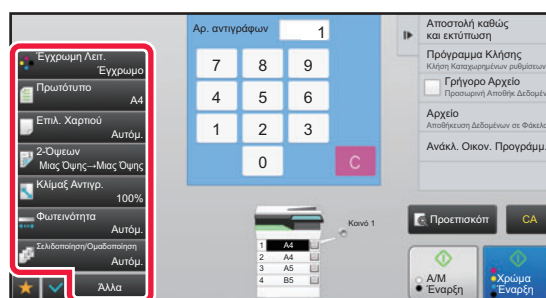 Έγχρωμη Λειτ.
Έγχρωμο
Πρωτότυπο
A4
Επιλ. Χαρτιού
Αυτόμ.
2-Όψεων
Μιας Όψης→Μιας Όψης
Κλίμαξ Αντιγρ.
100%
Φωτεινότητα
Αυτόμ.
Σελιδοποίηση/Ομαδοποίηση
Αυτόμ.
Άλλα
Αρ. αντιγράφων
1
7 8 9
4 5 6
1 2 3
0 C
Κοινό 1
1 A4
2 A4
3 A5
4 B5
Αποστολή καθώς
και εκτύπωση
Πρόγραμμα Κλήσης
Κλήση Καταχωρημένων ρυθμίσεων
Γρήγορο Αρχείο
Προσωρινή Αποθήκ Δεδομέν
Αρχείο
Αποθήκευση Δεδομένων σε Φάκελο
Ανάκλ. Οικον. Προγράμμ.
Προεπισκόπ
CA
Α/Μ
Έναρξη
Χρώμα
Έναρξη